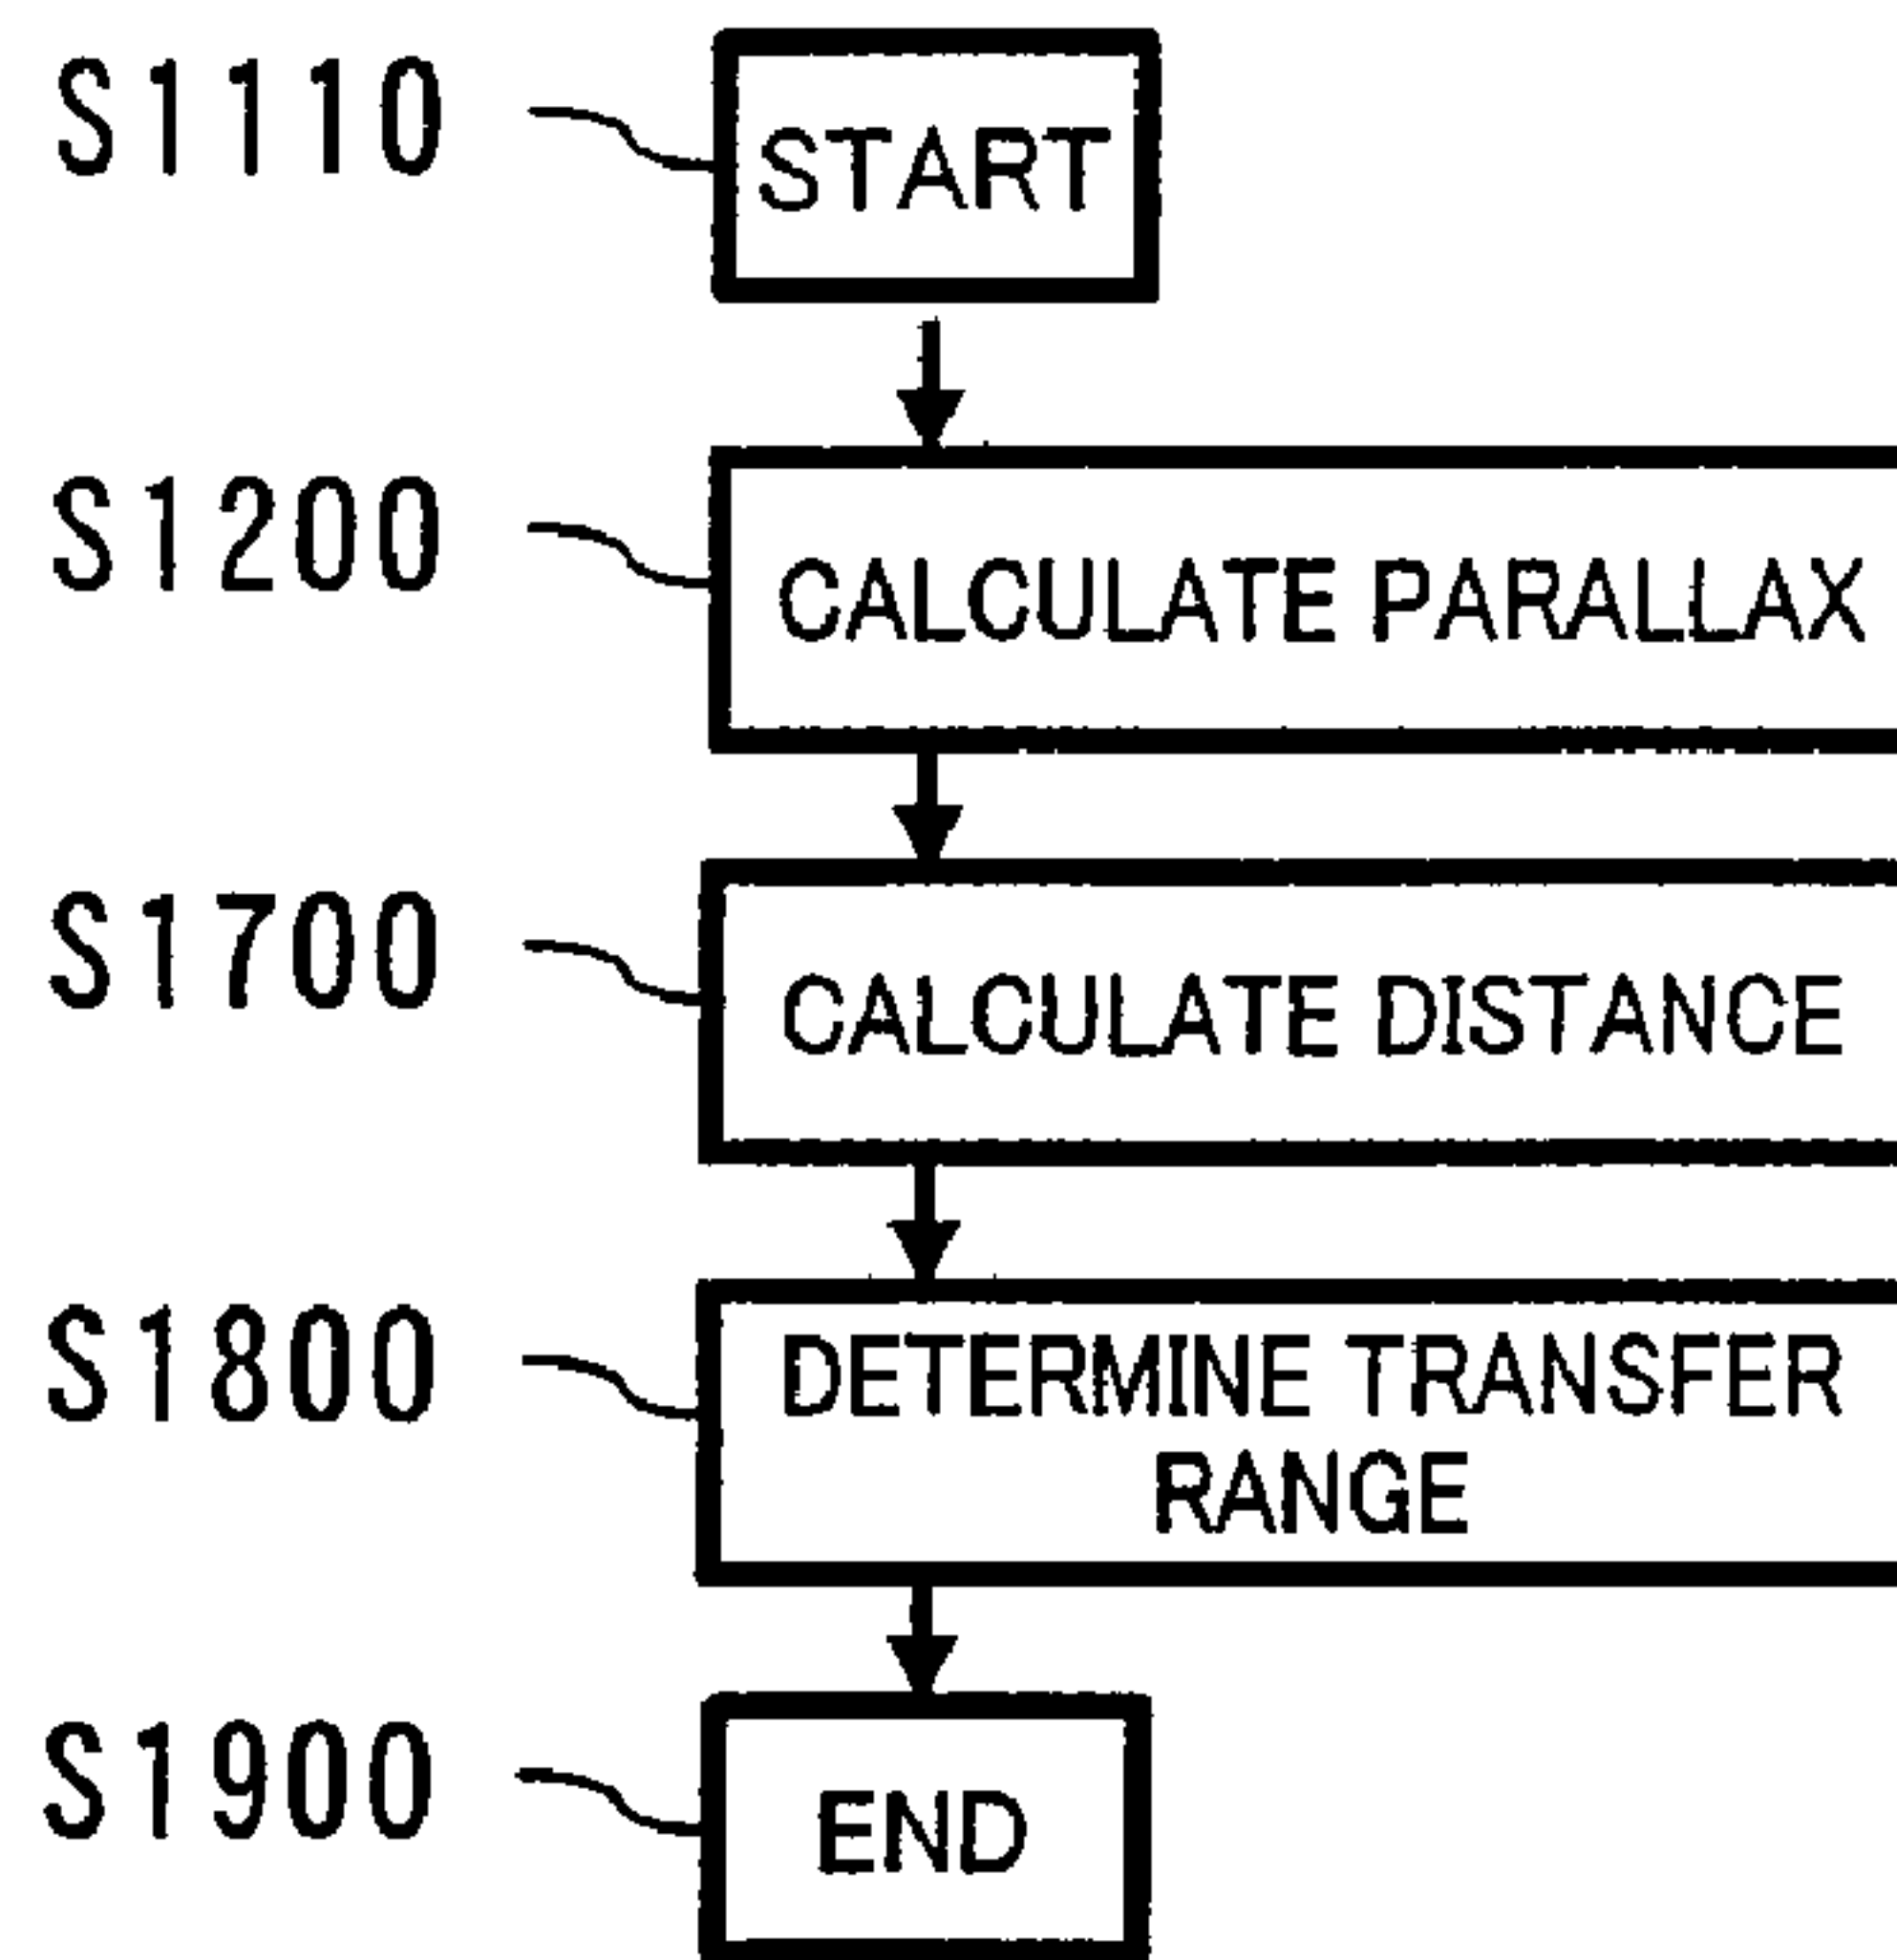 S1110
START
S1200
CALCULATE PARALLAX
S1700
CALCULATE DISTANCE
S1800
DETERMINE TRANSFER
RANGE
S1900
END